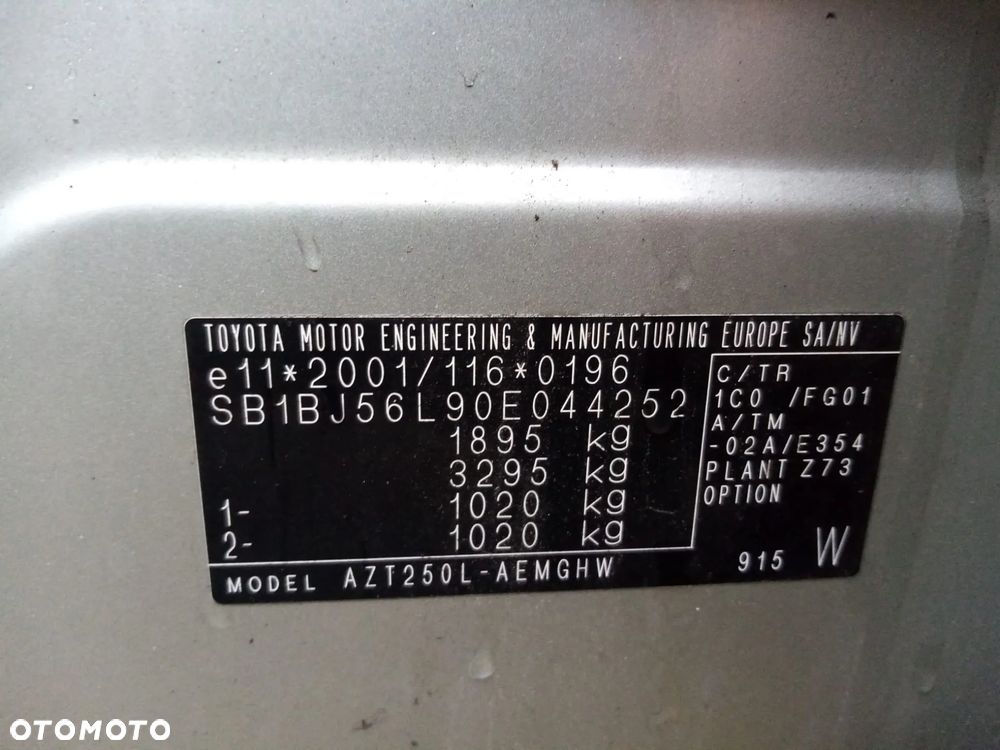 TOYOTA MOTOR ENGINEERING & MANUFACTURING EUROPE SA/NV
e11*2001/116*0196
SB1BJ56L90E044252
1895 kg
3295 kg
1- 1020 kg
2- 1020 kg
MODEL AZT250L-AEMGHW
C/TR
1C0 /FG01
A/TM
-02A/E354
PLANT Z73
OPTION
915 W
OTOMOTO